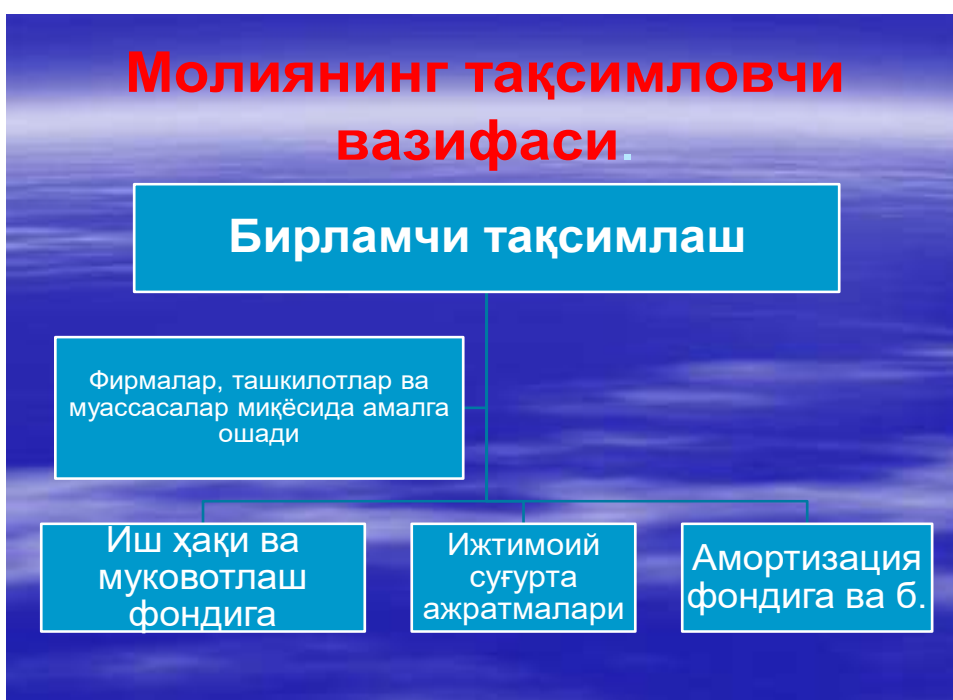 Молиянинг тақсимловчи
вазифаси.
Бирламчи тақсимлаш
Фирмалар, ташкилотлар ва
муассасалар миқёсида амалга
ошади
Иш ҳақи ва
муковотлаш
фондига
Ижтимоий
суғурта
ажратмалари
Амортизация
фондига ва б.